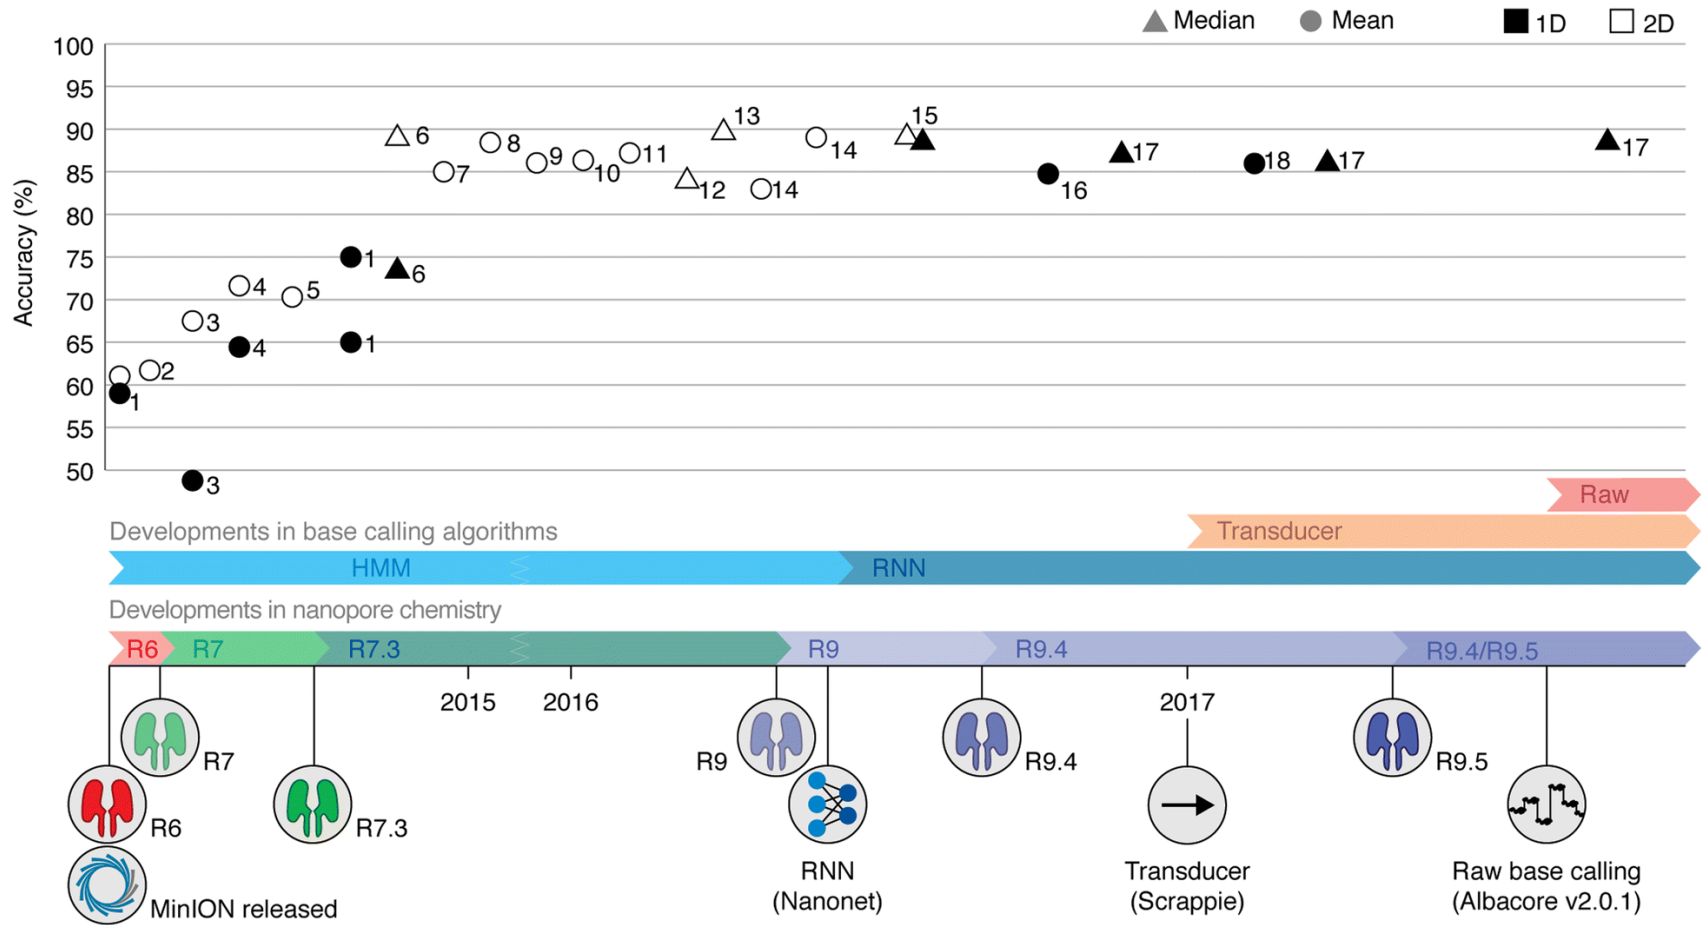 Median Mean 1D 2D
100
95
90
85
80
75
70
65
60
55
50
Accuracy (%)
1
2
3
3
4
4
5
1
1
6
6
7
8
9
10
11
12
13
14
14
15
16
17
18
17
17
Raw
Developments in base calling algorithms
Transducer
HMM
RNN
Developments in nanopore chemistry
R6
R7
R7.3
R9
R9.4
R9.4/R9.5
2015
2016
2017
R7
R9
R9.4
R9.5
R6
R7.3
RNN
(Nanonet)
Transducer
(Scrappie)
Raw base calling
(Albacore v2.0.1)
MinION released